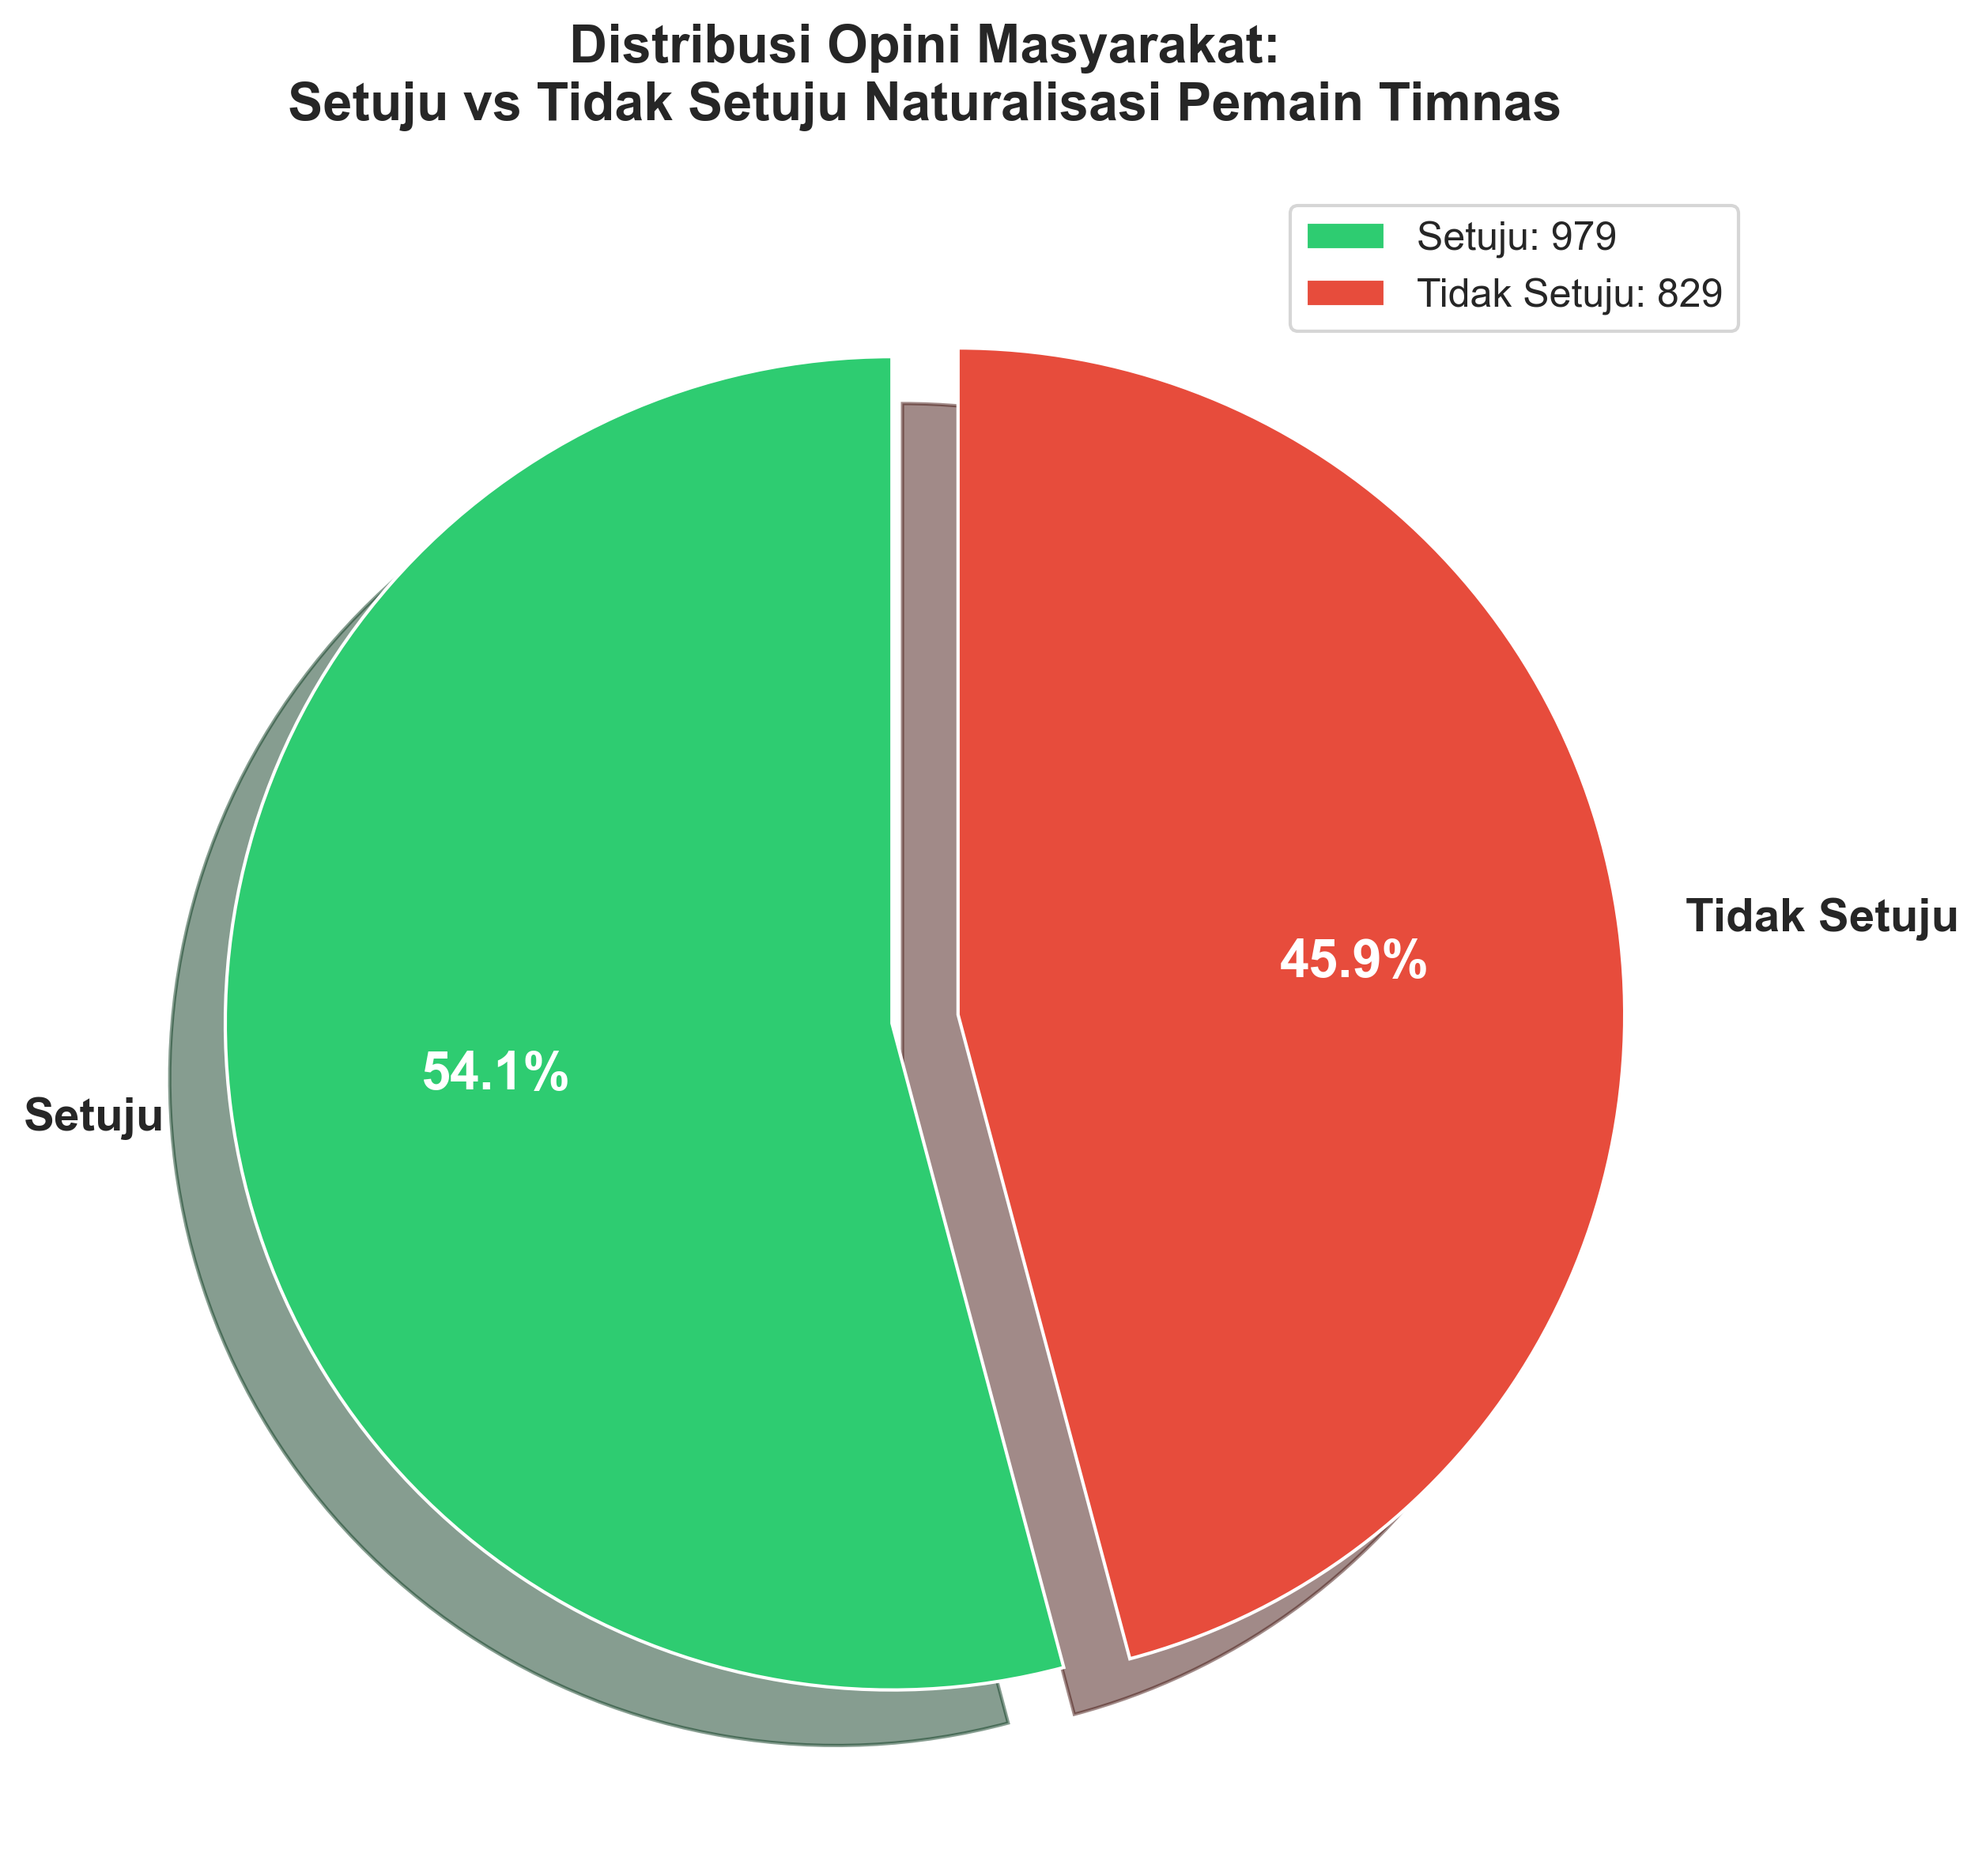 Distribusi Opini Masyarakat:
Setuju vs Tidak Setuju Naturalisasi Pemain Timnas
Setuju: 979
Tidak Setuju: 829
Tidak Setuju
45.9%
54.1%
Setuju